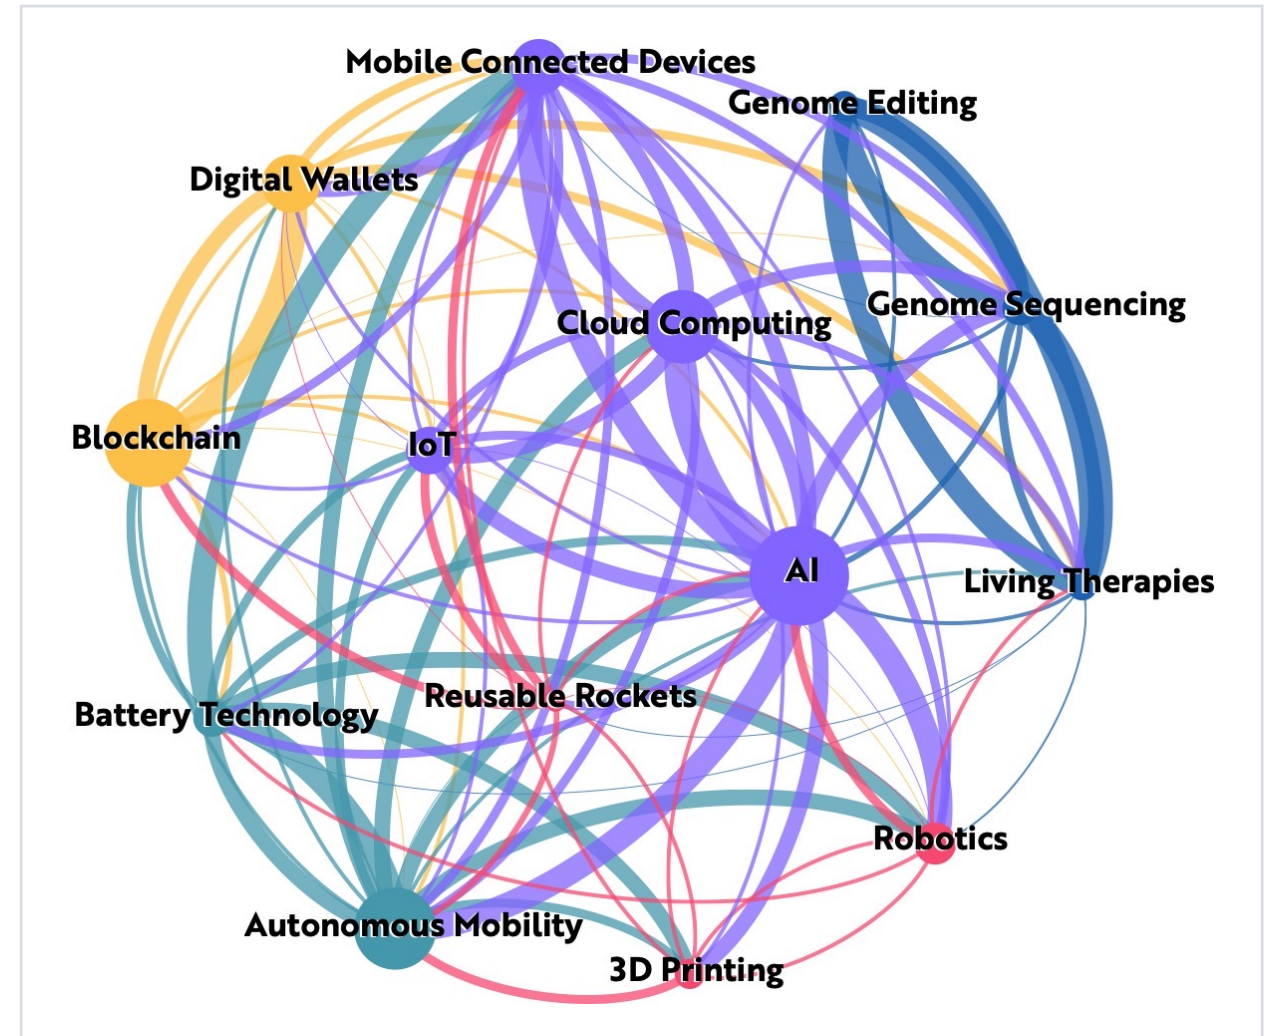 Mobile Connected Devices
Genome Editing
Digital Wallets
Genome Sequencing
Cloud Computing
Blockchain
IoT
AI
Living Therapies
Reusable Rockets
Battery Technology
Robotics
Autonomous Mobility
3D Printing